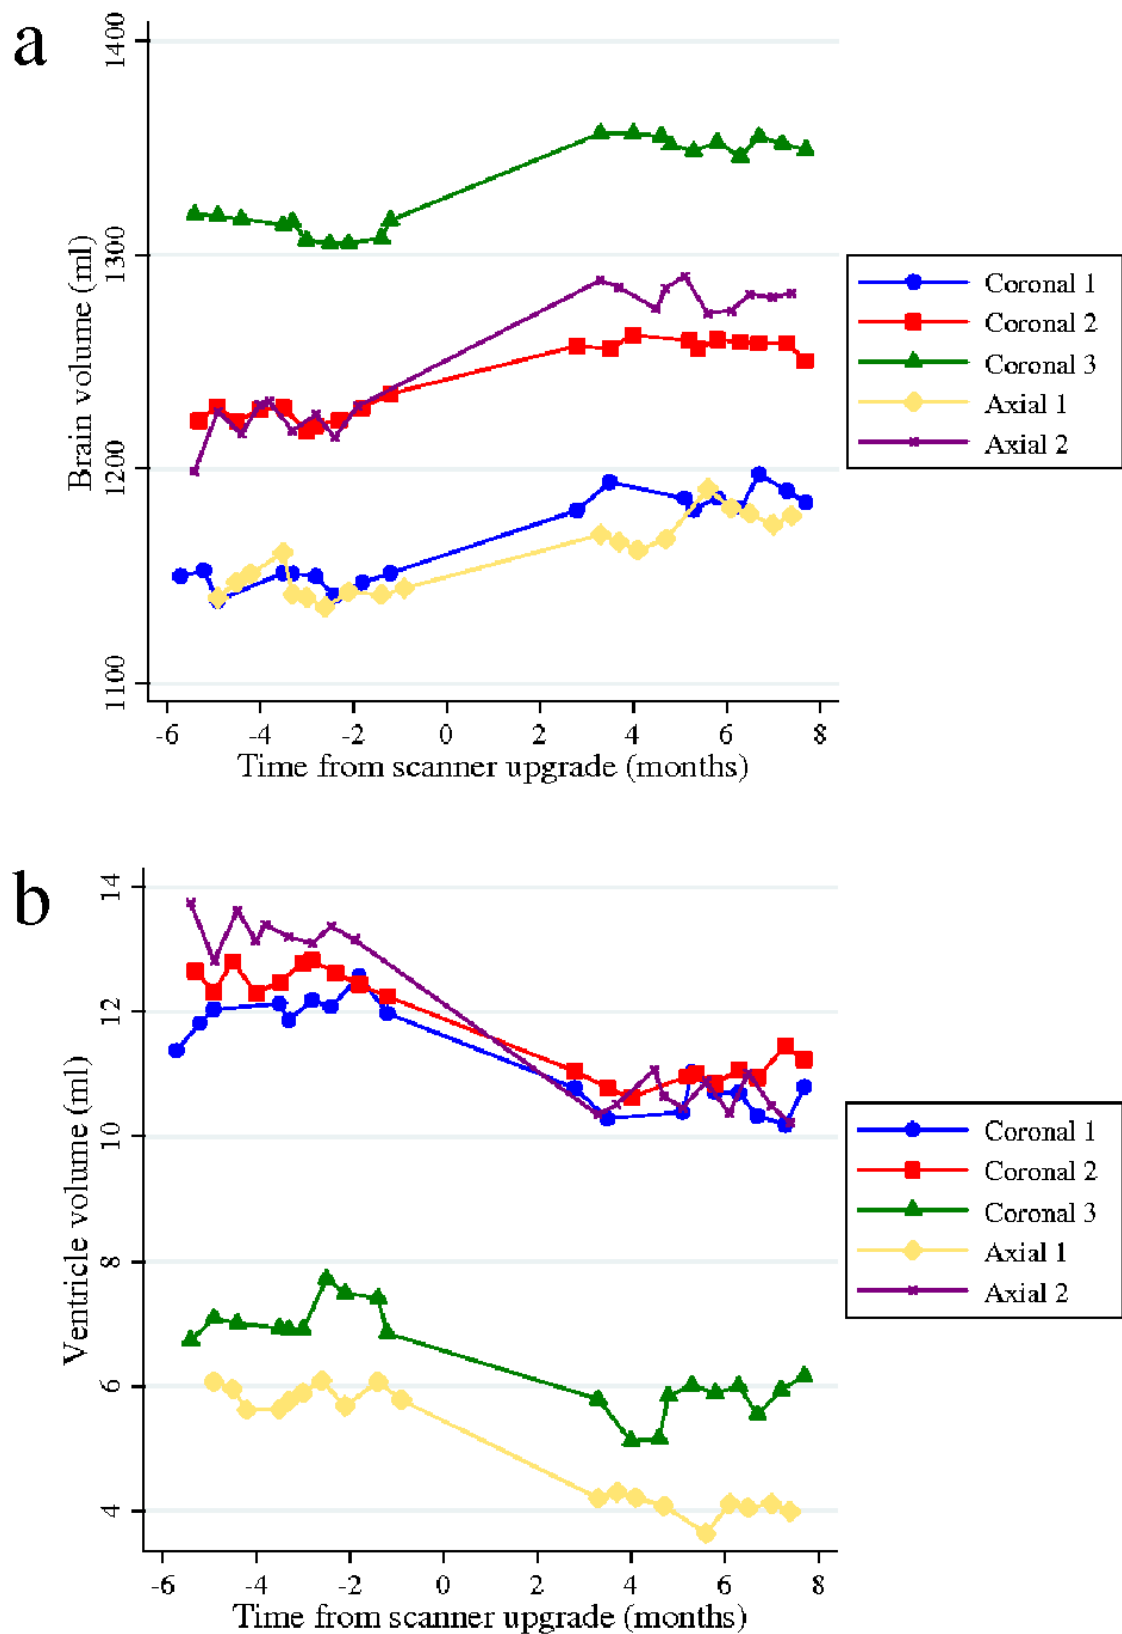 a
1400
1300
1200
1100
Brain volume (ml)
-6 -4 -2 0 2 4 6 8
Time from scanner upgrade (months)
Coronal 1
Coronal 2
Coronal 3
Axial 1
Axial 2
b
14
12
10
8
6
4
Ventricle volume (ml)
-6 -4 -2 0 2 4 6 8
Time from scanner upgrade (months)
Coronal 1
Coronal 2
Coronal 3
Axial 1
Axial 2